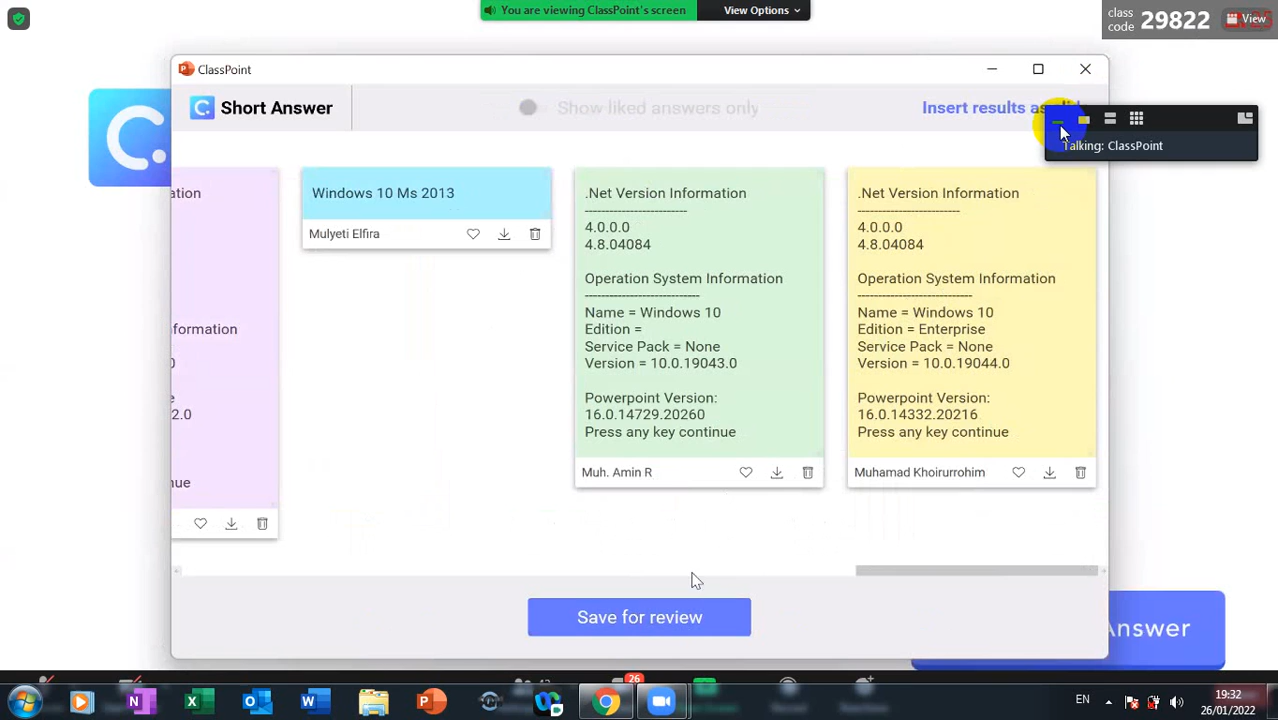 You are viewing ClassPoint's screen
View Options
class code 29822
View
ClassPoint
Short Answer
Show liked answers only
Insert results as
Talking: ClassPoint
ation
formation
0
e
2.0
nue
Windows 10 Ms 2013
Mulyeti Elfira
.Net Version Information
-------------------------
4.0.0.0
4.8.04084
Operation System Information
----------------------------
Name = Windows 10
Edition =
Service Pack = None
Version = 10.0.19043.0
Powerpoint Version:
16.0.14729.20260
Press any key continue
Muh. Amin R
.Net Version Information
-------------------------
4.0.0.0
4.8.04084
Operation System Information
----------------------------
Name = Windows 10
Edition = Enterprise
Service Pack = None
Version = 10.0.19044.0
Powerpoint Version:
16.0.14332.20216
Press any key continue
Muhamad Khoirurrohim
Save for review
Answer
26
EN
19:32
26/01/2022